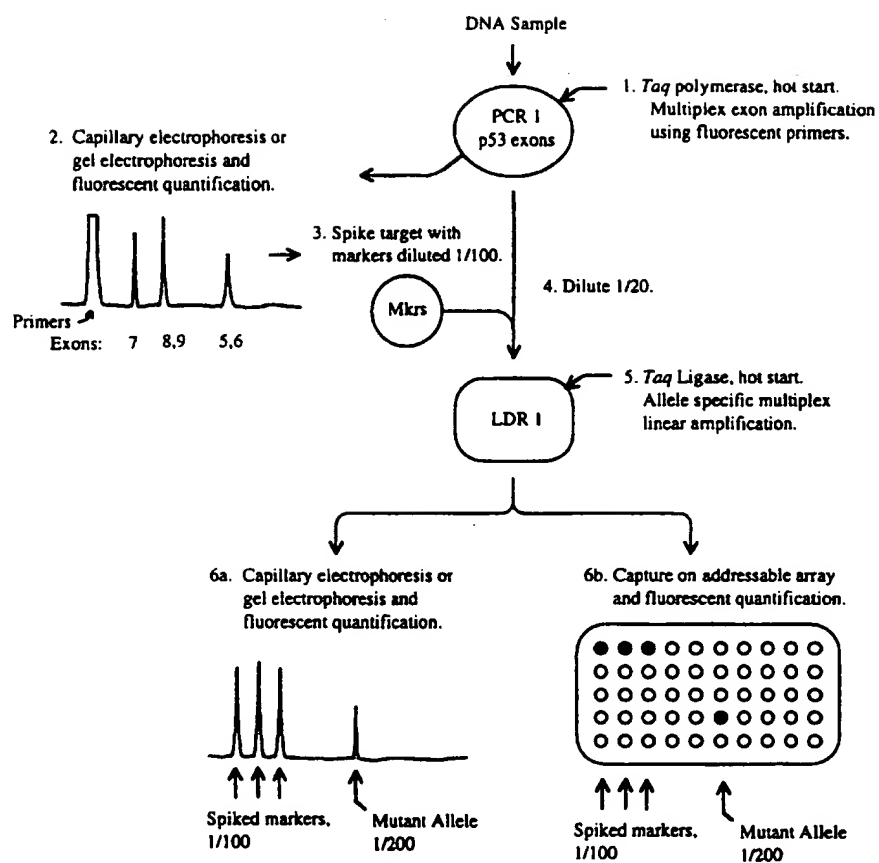 DNA Sample
PCR 1
p53 exons
1. Taq polymerase, hot start.
Multiplex exon amplification
using fluorescent primers.
2. Capillary electrophoresis or
gel electrophoresis and
fluorescent quantification.
Primers
Exons: 7 8,9 5,6
3. Spike target with
markers diluted 1/100.
Mkrs
4. Dilute 1/20.
5. Taq Ligase, hot start.
Allele specific multiplex
linear amplification.
LDR 1
6a. Capillary electrophoresis or
gel electrophoresis and
fluorescent quantification.
Spiked markers,
1/100
Mutant Allele
1/200
6b. Capture on addressable array
and fluorescent quantification.
Spiked markers,
1/100
Mutant Allele
1/200